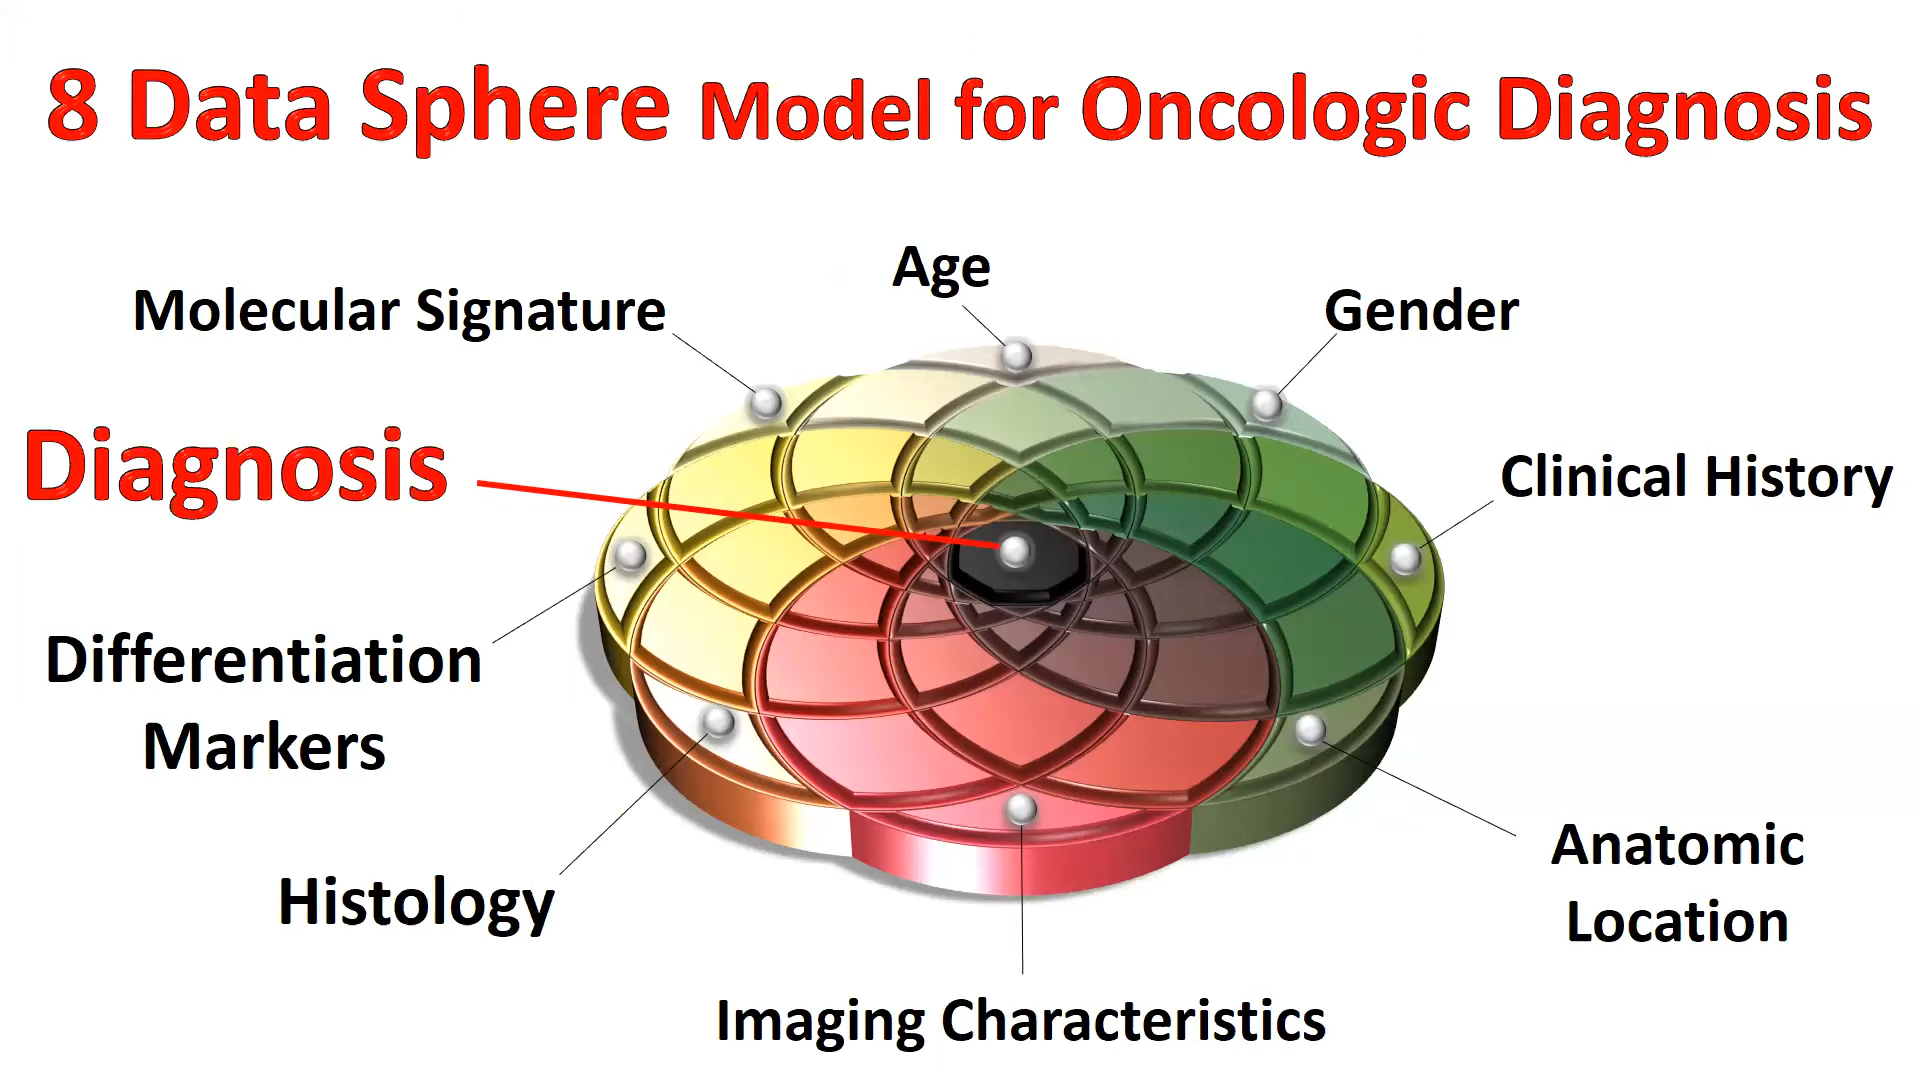 8 Data Sphere Model for Oncologic Diagnosis
Age
Molecular Signature
Gender
Diagnosis
Clinical History
Differentiation
Markers
Anatomic
Location
Histology
Imaging Characteristics